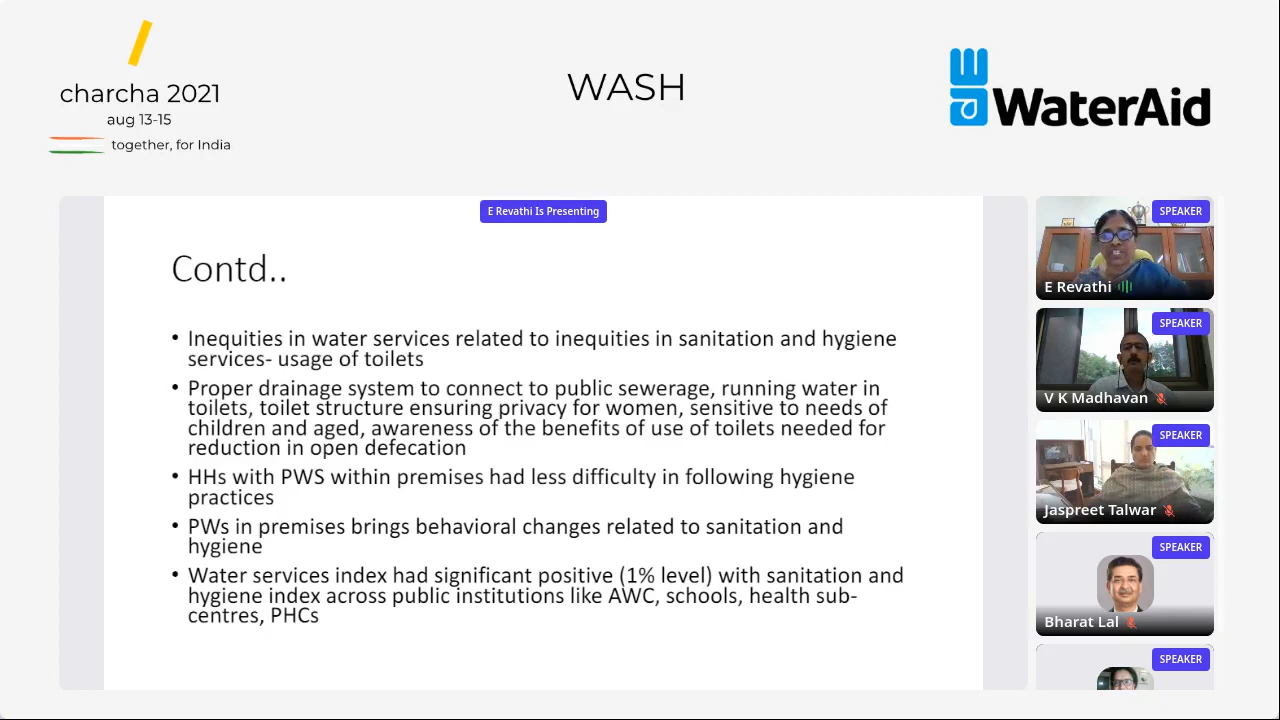 charcha 2021
aug 13-15
together, for India
WASH
WaterAid
E Revathi Is Presenting
Contd..
• Inequities in water services related to inequities in sanitation and hygiene
services- usage of toilets
• Proper drainage system to connect to public sewerage, running water in
toilets, toilet structure ensuring privacy for women, sensitive to needs of
children and aged, awareness of the benefits of use of toilets needed for
reduction in open defecation
• HHs with PWS within premises had less difficulty in following hygiene
practices
• PWs in premises brings behavioral changes related to sanitation and
hygiene
• Water services index had significant positive (1% level) with sanitation and
hygiene index across public institutions like AWC, schools, health sub-
centres, PHCs
SPEAKER
E Revathi
SPEAKER
V K Madhavan
SPEAKER
Jaspreet Talwar
SPEAKER
Bharat Lal
SPEAKER